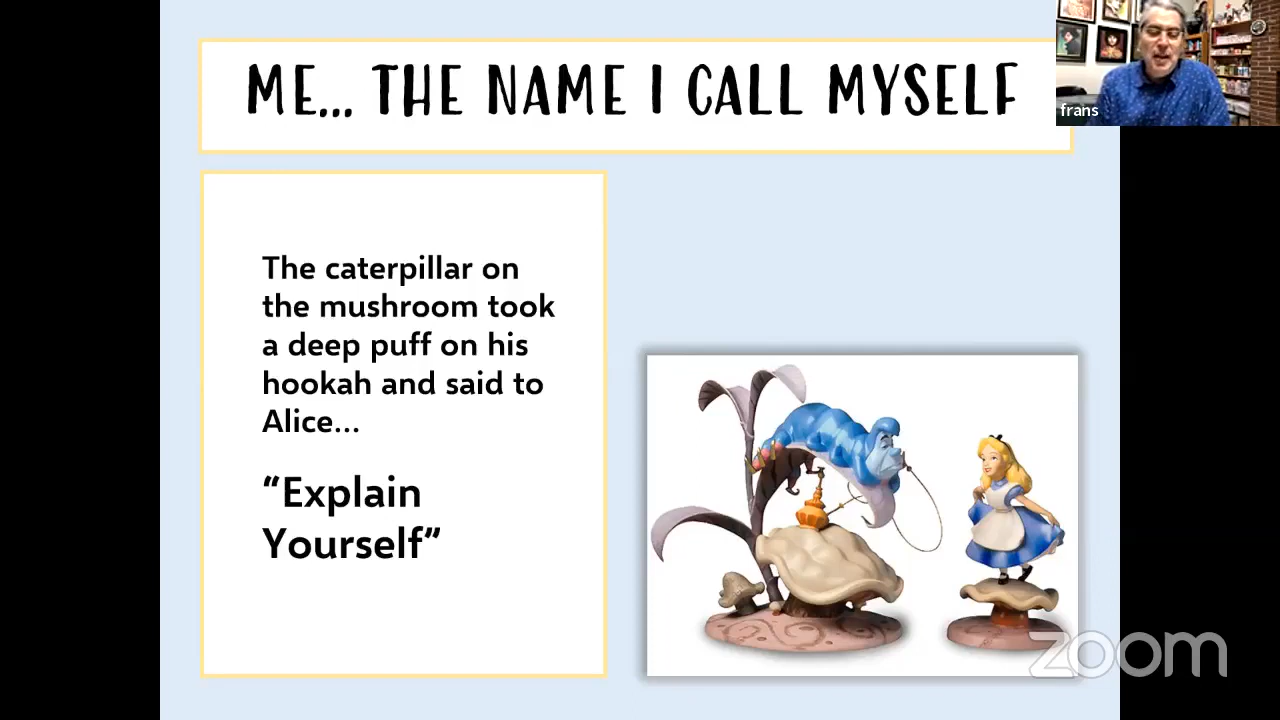 ME... THE NAME I CALL MYSELF
frans
The caterpillar on
the mushroom took
a deep puff on his
hookah and said to
Alice...
“Explain
Yourself”
zoom